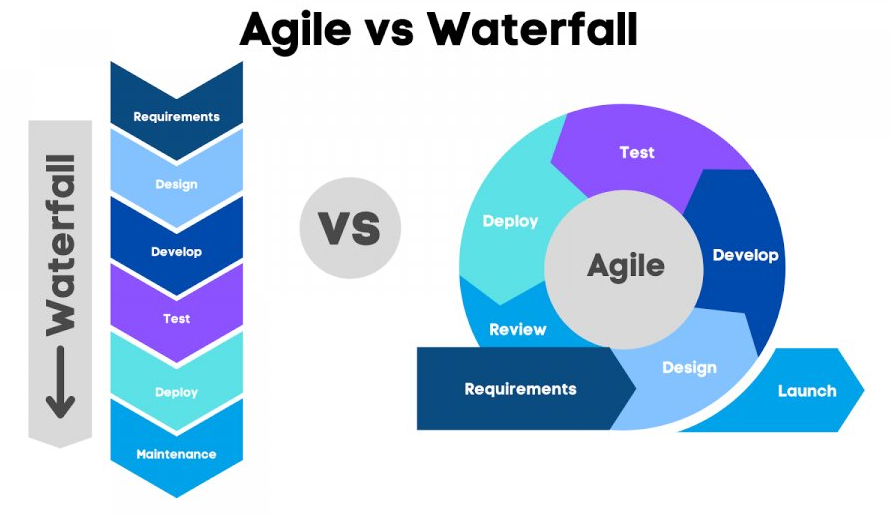 Agile vs Waterfall
Waterfall
Requirements
Design
Develop
Test
Deploy
Maintenance
VS
Test
Deploy
Develop
Agile
Review
Design
Requirements
Launch